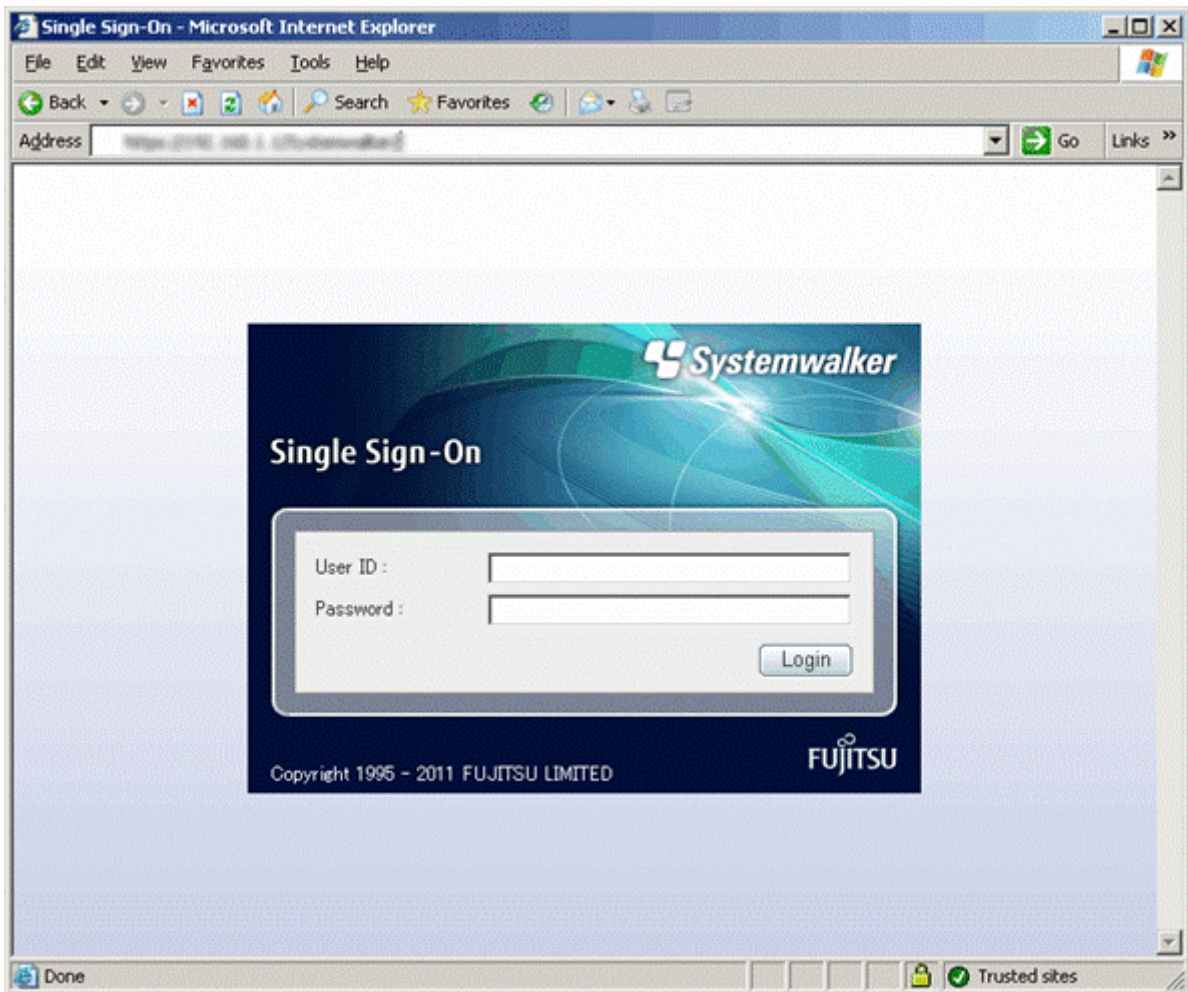 Single Sign-On - Microsoft Internet Explorer
File Edit View Favorites Tools Help
Back Search Favorites
Address Go Links »
Systemwalker
Single Sign-On
User ID :
Password :
Login
FUJITSU
Copyright 1995 - 2011 FUJITSU LIMITED
Done Trusted sites